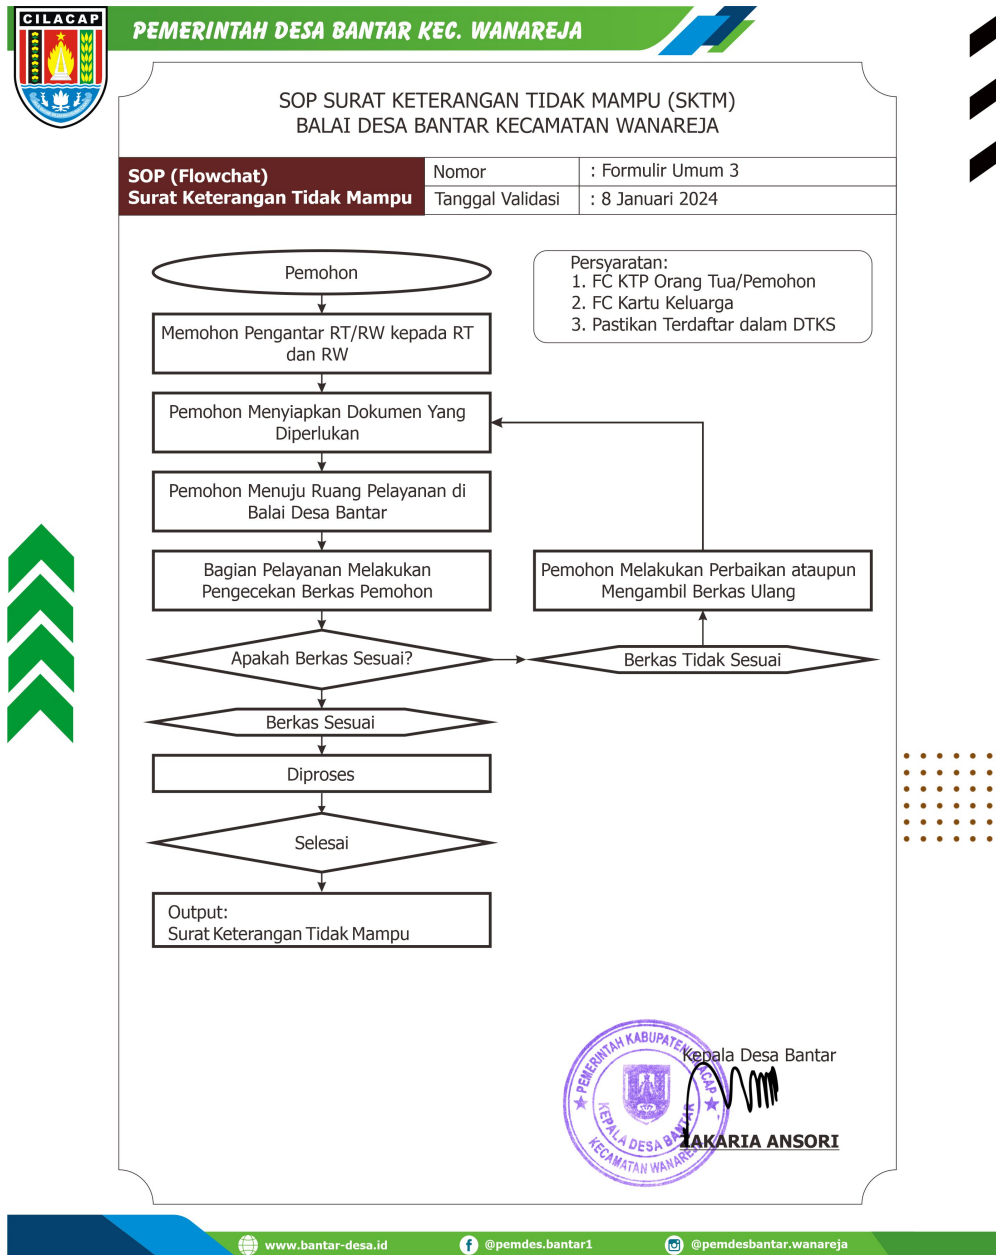 CILACAP
PEMERINTAH DESA BANTAR KEC. WANAREJA
SOP SURAT KETERANGAN TIDAK MAMPU (SKTM)
BALAI DESA BANTAR KECAMATAN WANAREJA
SOP (Flowchat)
Surat Keterangan Tidak Mampu
Nomor : Formulir Umum 3
Tanggal Validasi : 8 Januari 2024
Pemohon
Persyaratan:
1. FC KTP Orang Tua/Pemohon
2. FC Kartu Keluarga
3. Pastikan Terdaftar dalam DTKS
Memohon Pengantar RT/RW kepada RT
dan RW
Pemohon Menyiapkan Dokumen Yang
Diperlukan
Pemohon Menuju Ruang Pelayanan di
Balai Desa Bantar
Bagian Pelayanan Melakukan
Pengecekan Berkas Pemohon
Pemohon Melakukan Perbaikan ataupun
Mengambil Berkas Ulang
Apakah Berkas Sesuai?
Berkas Tidak Sesuai
Berkas Sesuai
Diproses
Selesai
Output:
Surat Keterangan Tidak Mampu
Kepala Desa Bantar
PEMERINTAH KABUPATEN CILACAP
KEPALA DESA BANTAR
KECAMATAN WANAREJA
ZAKARIA ANSORI
www.bantar-desa.id
@pemdes.bantar1
@pemdesbantar.wanareja